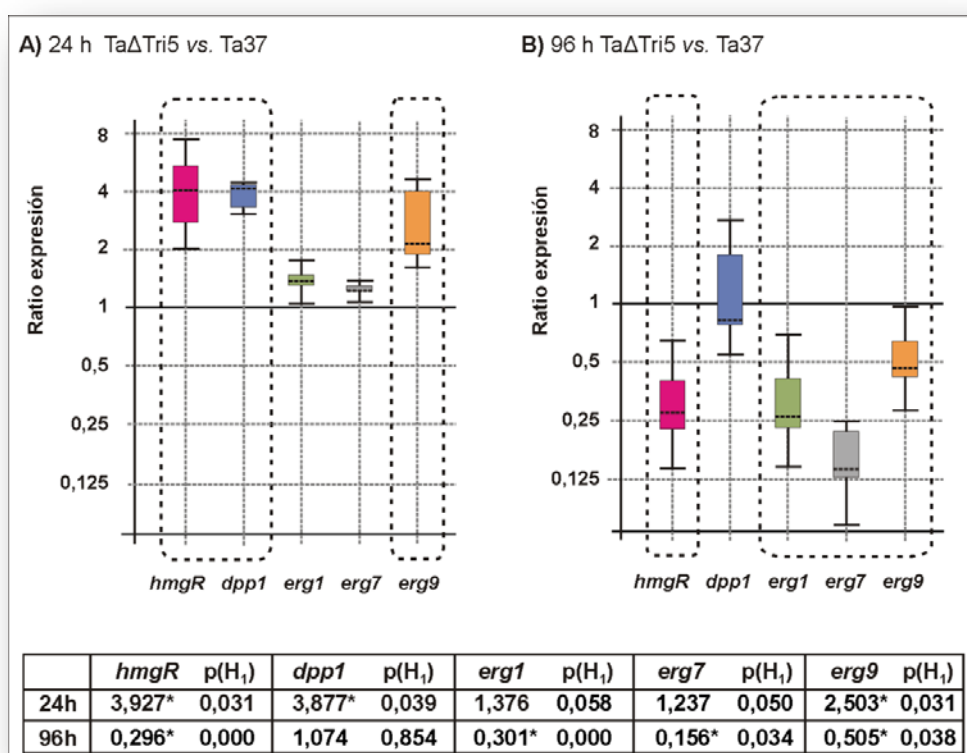 A) 24 h TaΔTri5 vs. Ta37
Ratio expresión
8
4
2
1
0,5
0,25
0,125
hmgR dpp1 erg1 erg7 erg9
B) 96 h TaΔTri5 vs. Ta37
Ratio expresión
8
4
2
1
0,5
0,25
0,125
hmgR dpp1 erg1 erg7 erg9
hmgR p(H₁) dpp1 p(H₁) erg1 p(H₁) erg7 p(H₁) erg9 p(H₁)
24h 3,927* 0,031 3,877* 0,039 1,376 0,058 1,237 0,050 2,503* 0,031
96h 0,296* 0,000 1,074 0,854 0,301* 0,000 0,156* 0,034 0,505* 0,038